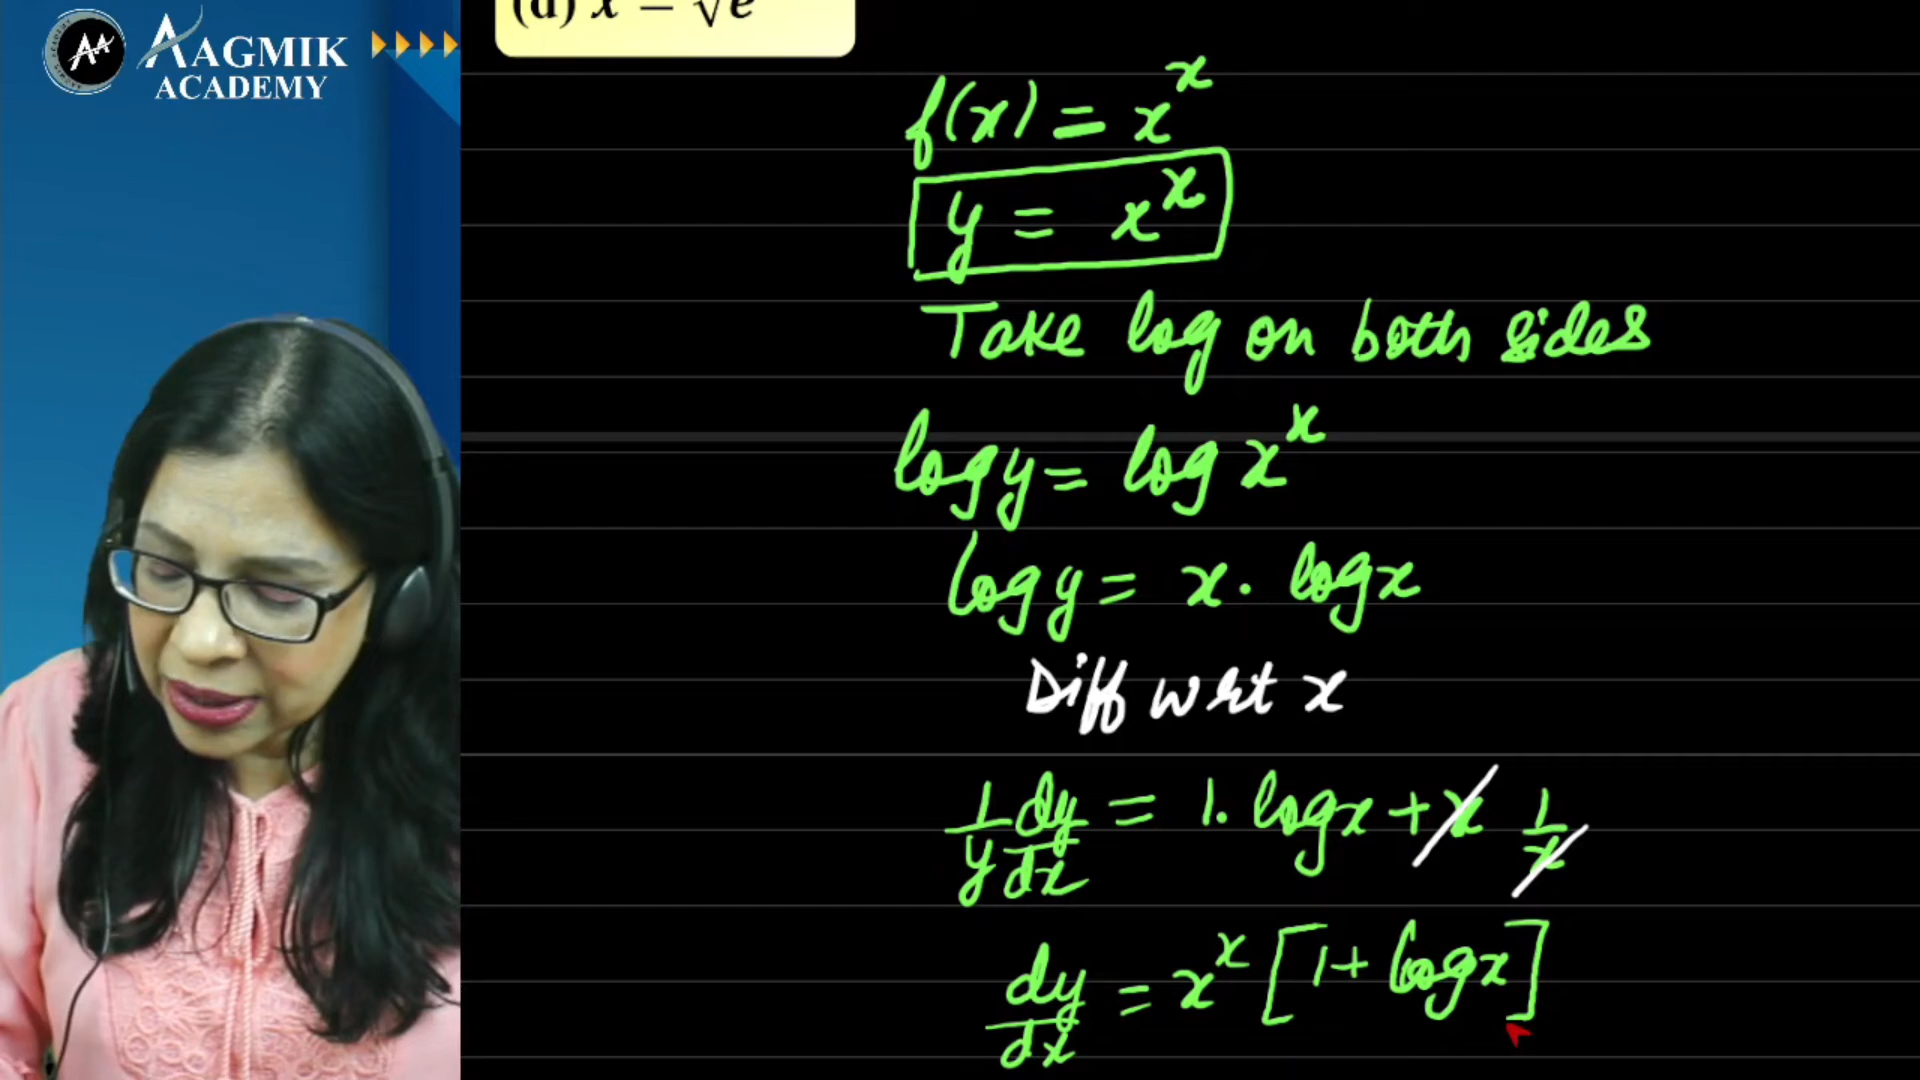 AAGMIK
ACADEMY
(d) x = √e
f(x) = x^x
y = x^x
Take log on both sides
log y = log x^x
log y = x · log x
Diff wrt x
1/y dy/dx = 1. log x + x 1/x
dy/dx = x^x [1 + log x]